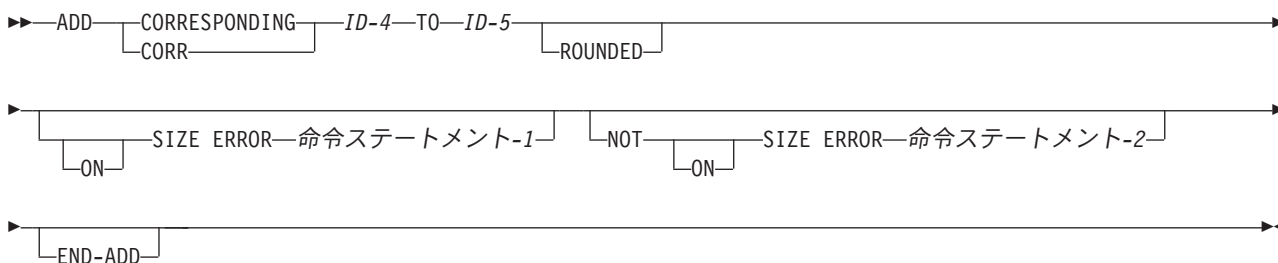 ADD CORRESPONDING ID-4 TO ID-5
CORR ROUNDED
SIZE ERROR 命令ステートメント-1 NOT SIZE ERROR 命令ステートメント-2
ON ON
END-ADD